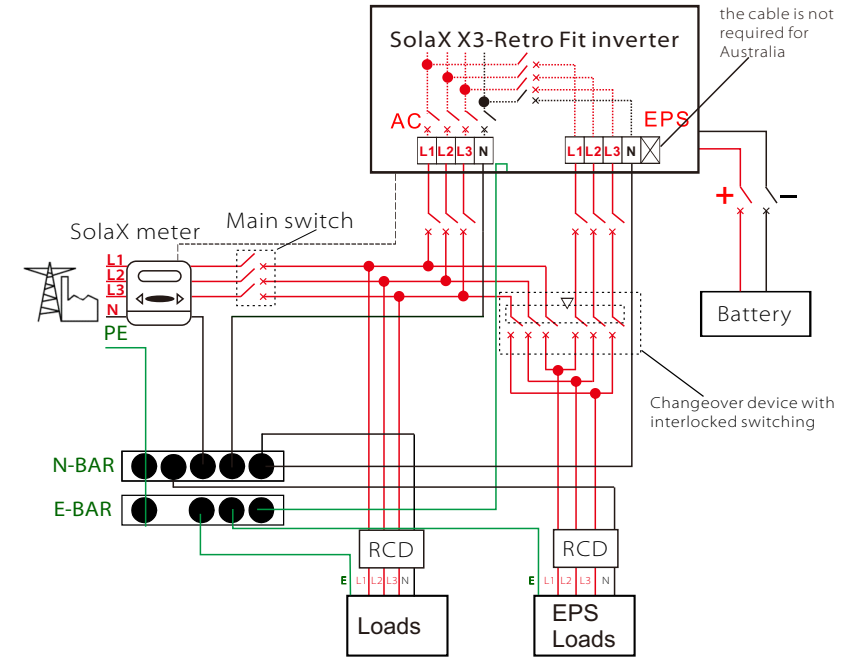 the cable is not
required for
Australia
SolaX X3-Retro Fit inverter
AC
EPS
L1 L2 L3 N
L1 L2 L3 N
+ −
Main switch
SolaX meter
L1
L2
L3
N
PE
Battery
Changeover device with
interlocked switching
N-BAR
E-BAR
RCD
RCD
E L1 L2 L3 N
E L1 L2 L3 N
Loads
EPS
Loads